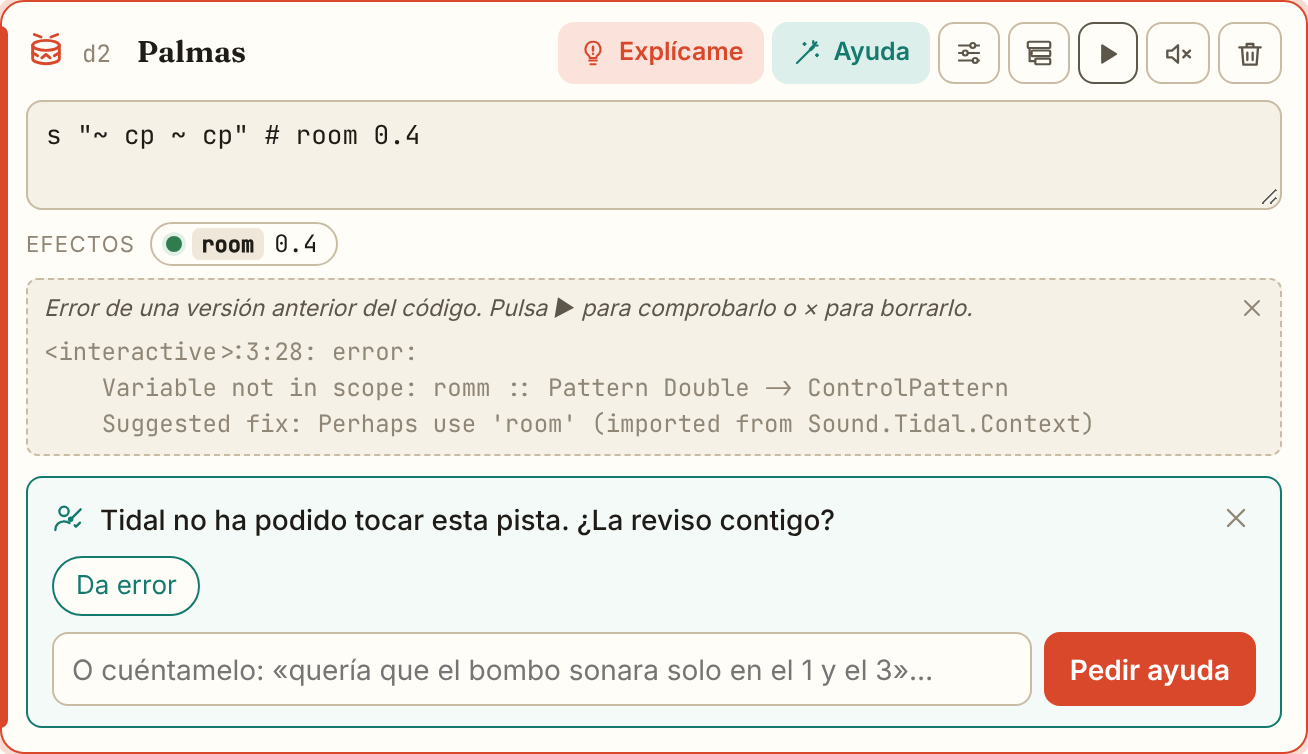 d2 Palmas Explícame Ayuda
s "~ cp ~ cp" # room 0.4
EFECTOS room 0.4
Error de una versión anterior del código. Pulsa ▶ para comprobarlo o × para borrarlo.
<interactive>:3:28: error:
    Variable not in scope: romm :: Pattern Double -> ControlPattern
    Suggested fix: Perhaps use 'room' (imported from Sound.Tidal.Context)
Tidal no ha podido tocar esta pista. ¿La reviso contigo?
Da error
O cuéntamelo: «quería que el bombo sonara solo en el 1 y el 3»... Pedir ayuda